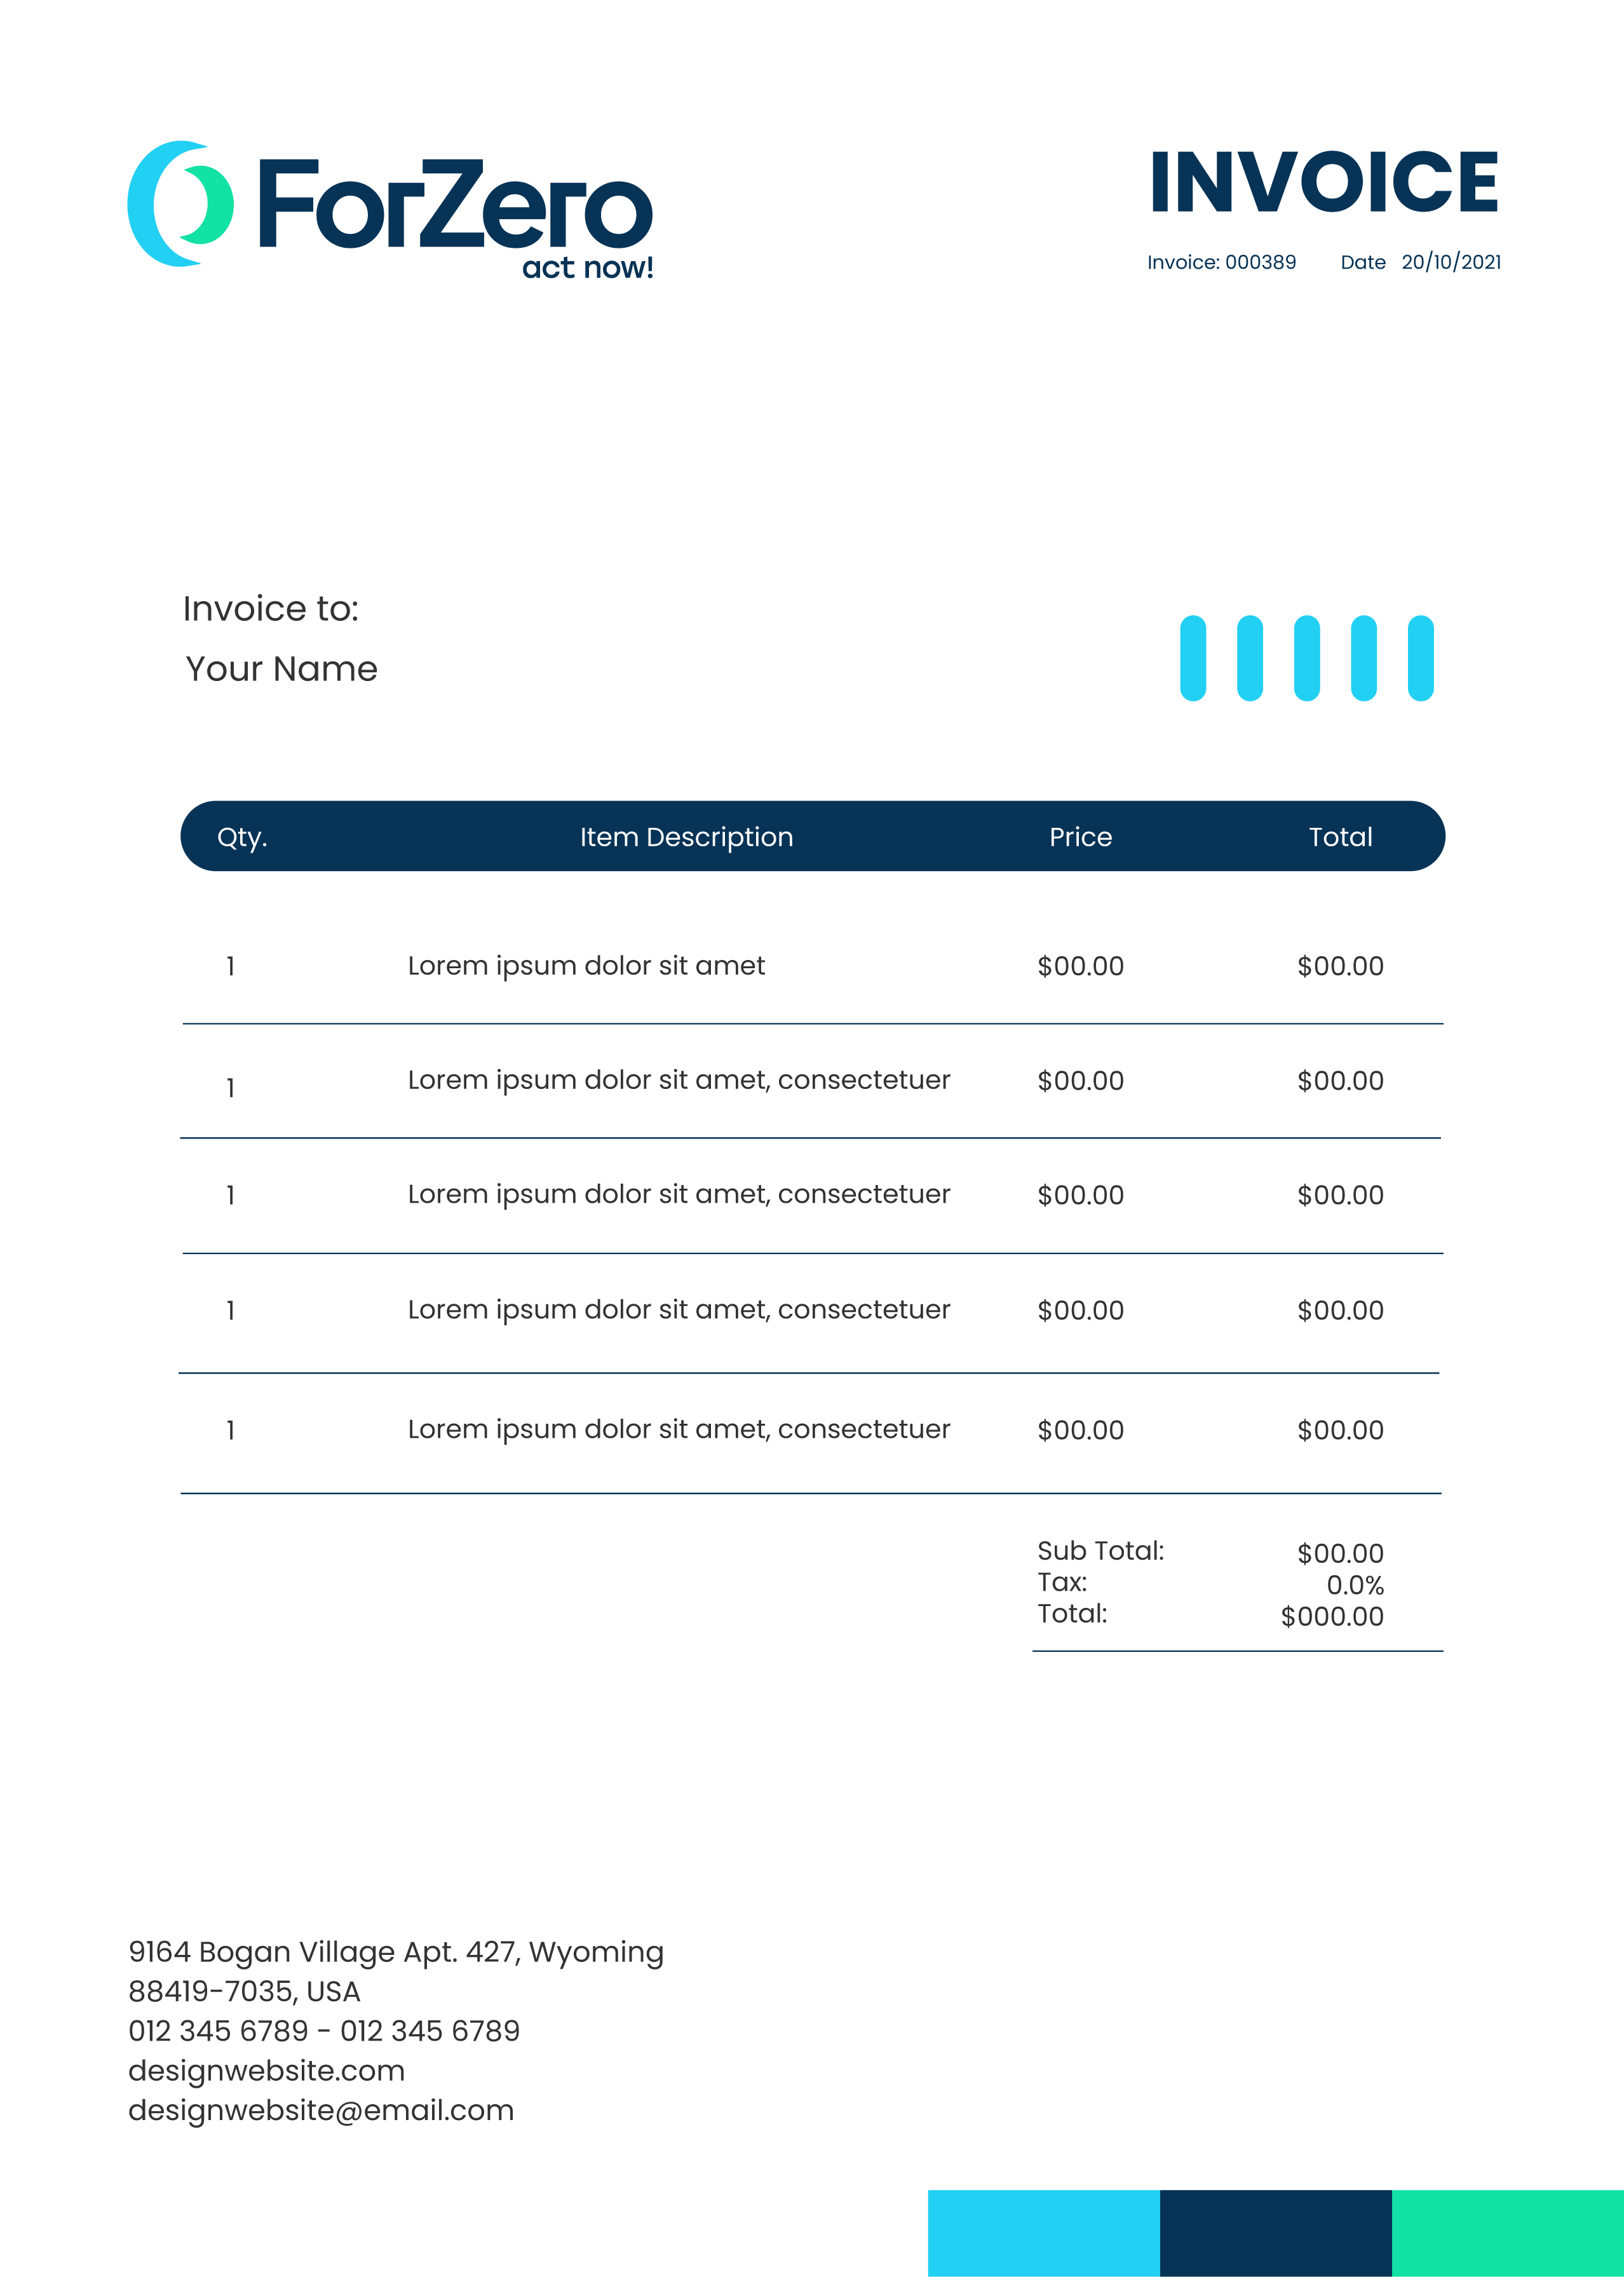 ForZero
act now!
INVOICE
Invoice: 000389 Date 20/10/2021
Invoice to:
Your Name
Qty. Item Description Price Total
1 Lorem ipsum dolor sit amet $00.00 $00.00
1 Lorem ipsum dolor sit amet, consectetuer $00.00 $00.00
1 Lorem ipsum dolor sit amet, consectetuer $00.00 $00.00
1 Lorem ipsum dolor sit amet, consectetuer $00.00 $00.00
1 Lorem ipsum dolor sit amet, consectetuer $00.00 $00.00
Sub Total: $00.00
Tax: 0.0%
Total: $000.00
9164 Bogan Village Apt. 427, Wyoming
88419-7035, USA
012 345 6789 - 012 345 6789
designwebsite.com
designwebsite@email.com